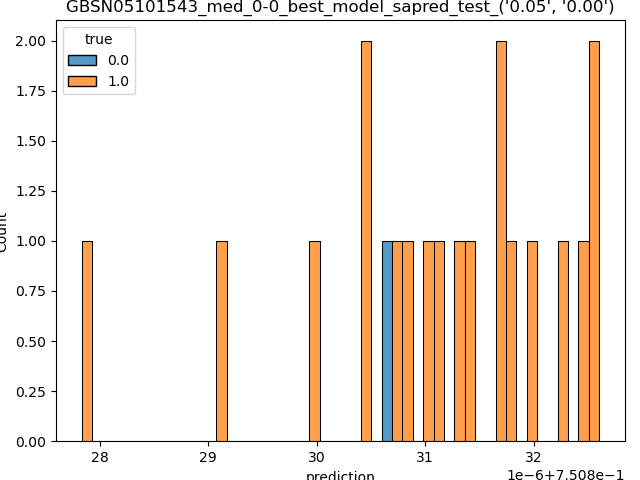 GBSN05101543_med_0-0_best_model_sapred_test_('0.05', '0.00')
true
0.0
1.0
2.00
1.75
1.50
1.25
1.00
0.75
0.50
0.25
0.00
Count
28 29 30 31 32
prediction
1e−6+7.508e−1